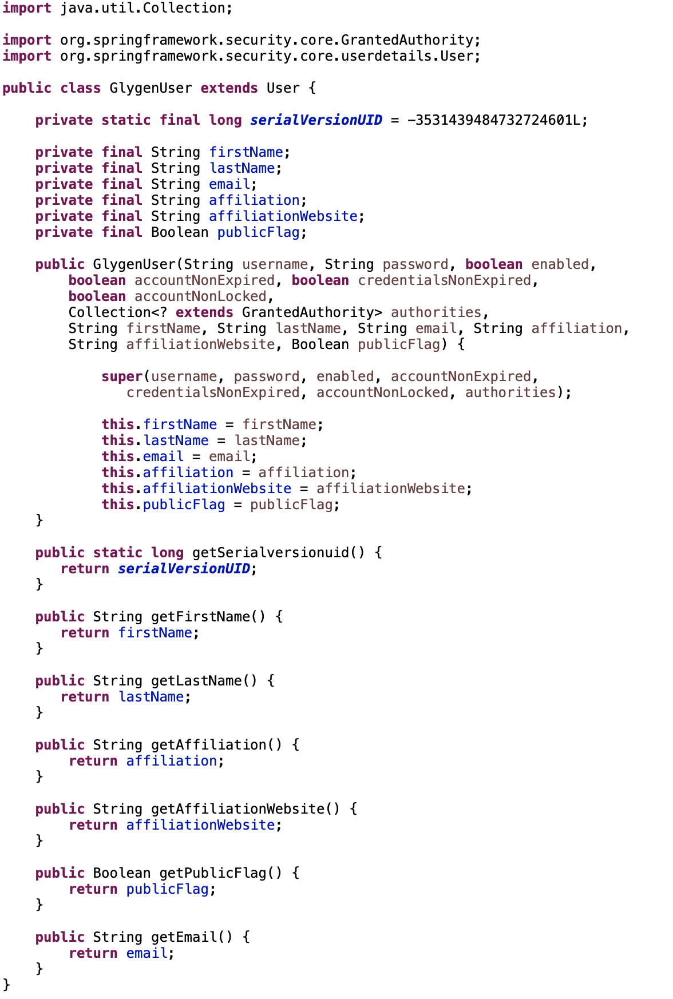 import java.util.Collection;
import org.springframework.security.core.GrantedAuthority;
import org.springframework.security.core.userdetails.User;
public class GlygenUser extends User {
private static final long serialVersionUID = -3531439484732724601L;
private final String firstName;
private final String lastName;
private final String email;
private final String affiliation;
private final String affiliationWebsite;
private final Boolean publicFlag;
public GlygenUser(String username, String password, boolean enabled,
boolean accountNonExpired, boolean credentialsNonExpired,
boolean accountNonLocked,
Collection<? extends GrantedAuthority> authorities,
String firstName, String lastName, String email, String affiliation,
String affiliationWebsite, Boolean publicFlag) {
super(username, password, enabled, accountNonExpired,
credentialsNonExpired, accountNonLocked, authorities);
this.firstName = firstName;
this.lastName = lastName;
this.email = email;
this.affiliation = affiliation;
this.affiliationWebsite = affiliationWebsite;
this.publicFlag = publicFlag;
}
public static long getSerialversionuid() {
return serialVersionUID;
}
public String getFirstName() {
return firstName;
}
public String getLastName() {
return lastName;
}
public String getAffiliation() {
return affiliation;
}
public String getAffiliationWebsite() {
return affiliationWebsite;
}
public Boolean getPublicFlag() {
return publicFlag;
}
public String getEmail() {
return email;
}
}